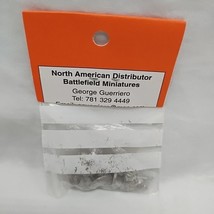 North American Distributor
Battlefield Miniatures
George Guerriero
Tel: 781 329 4449